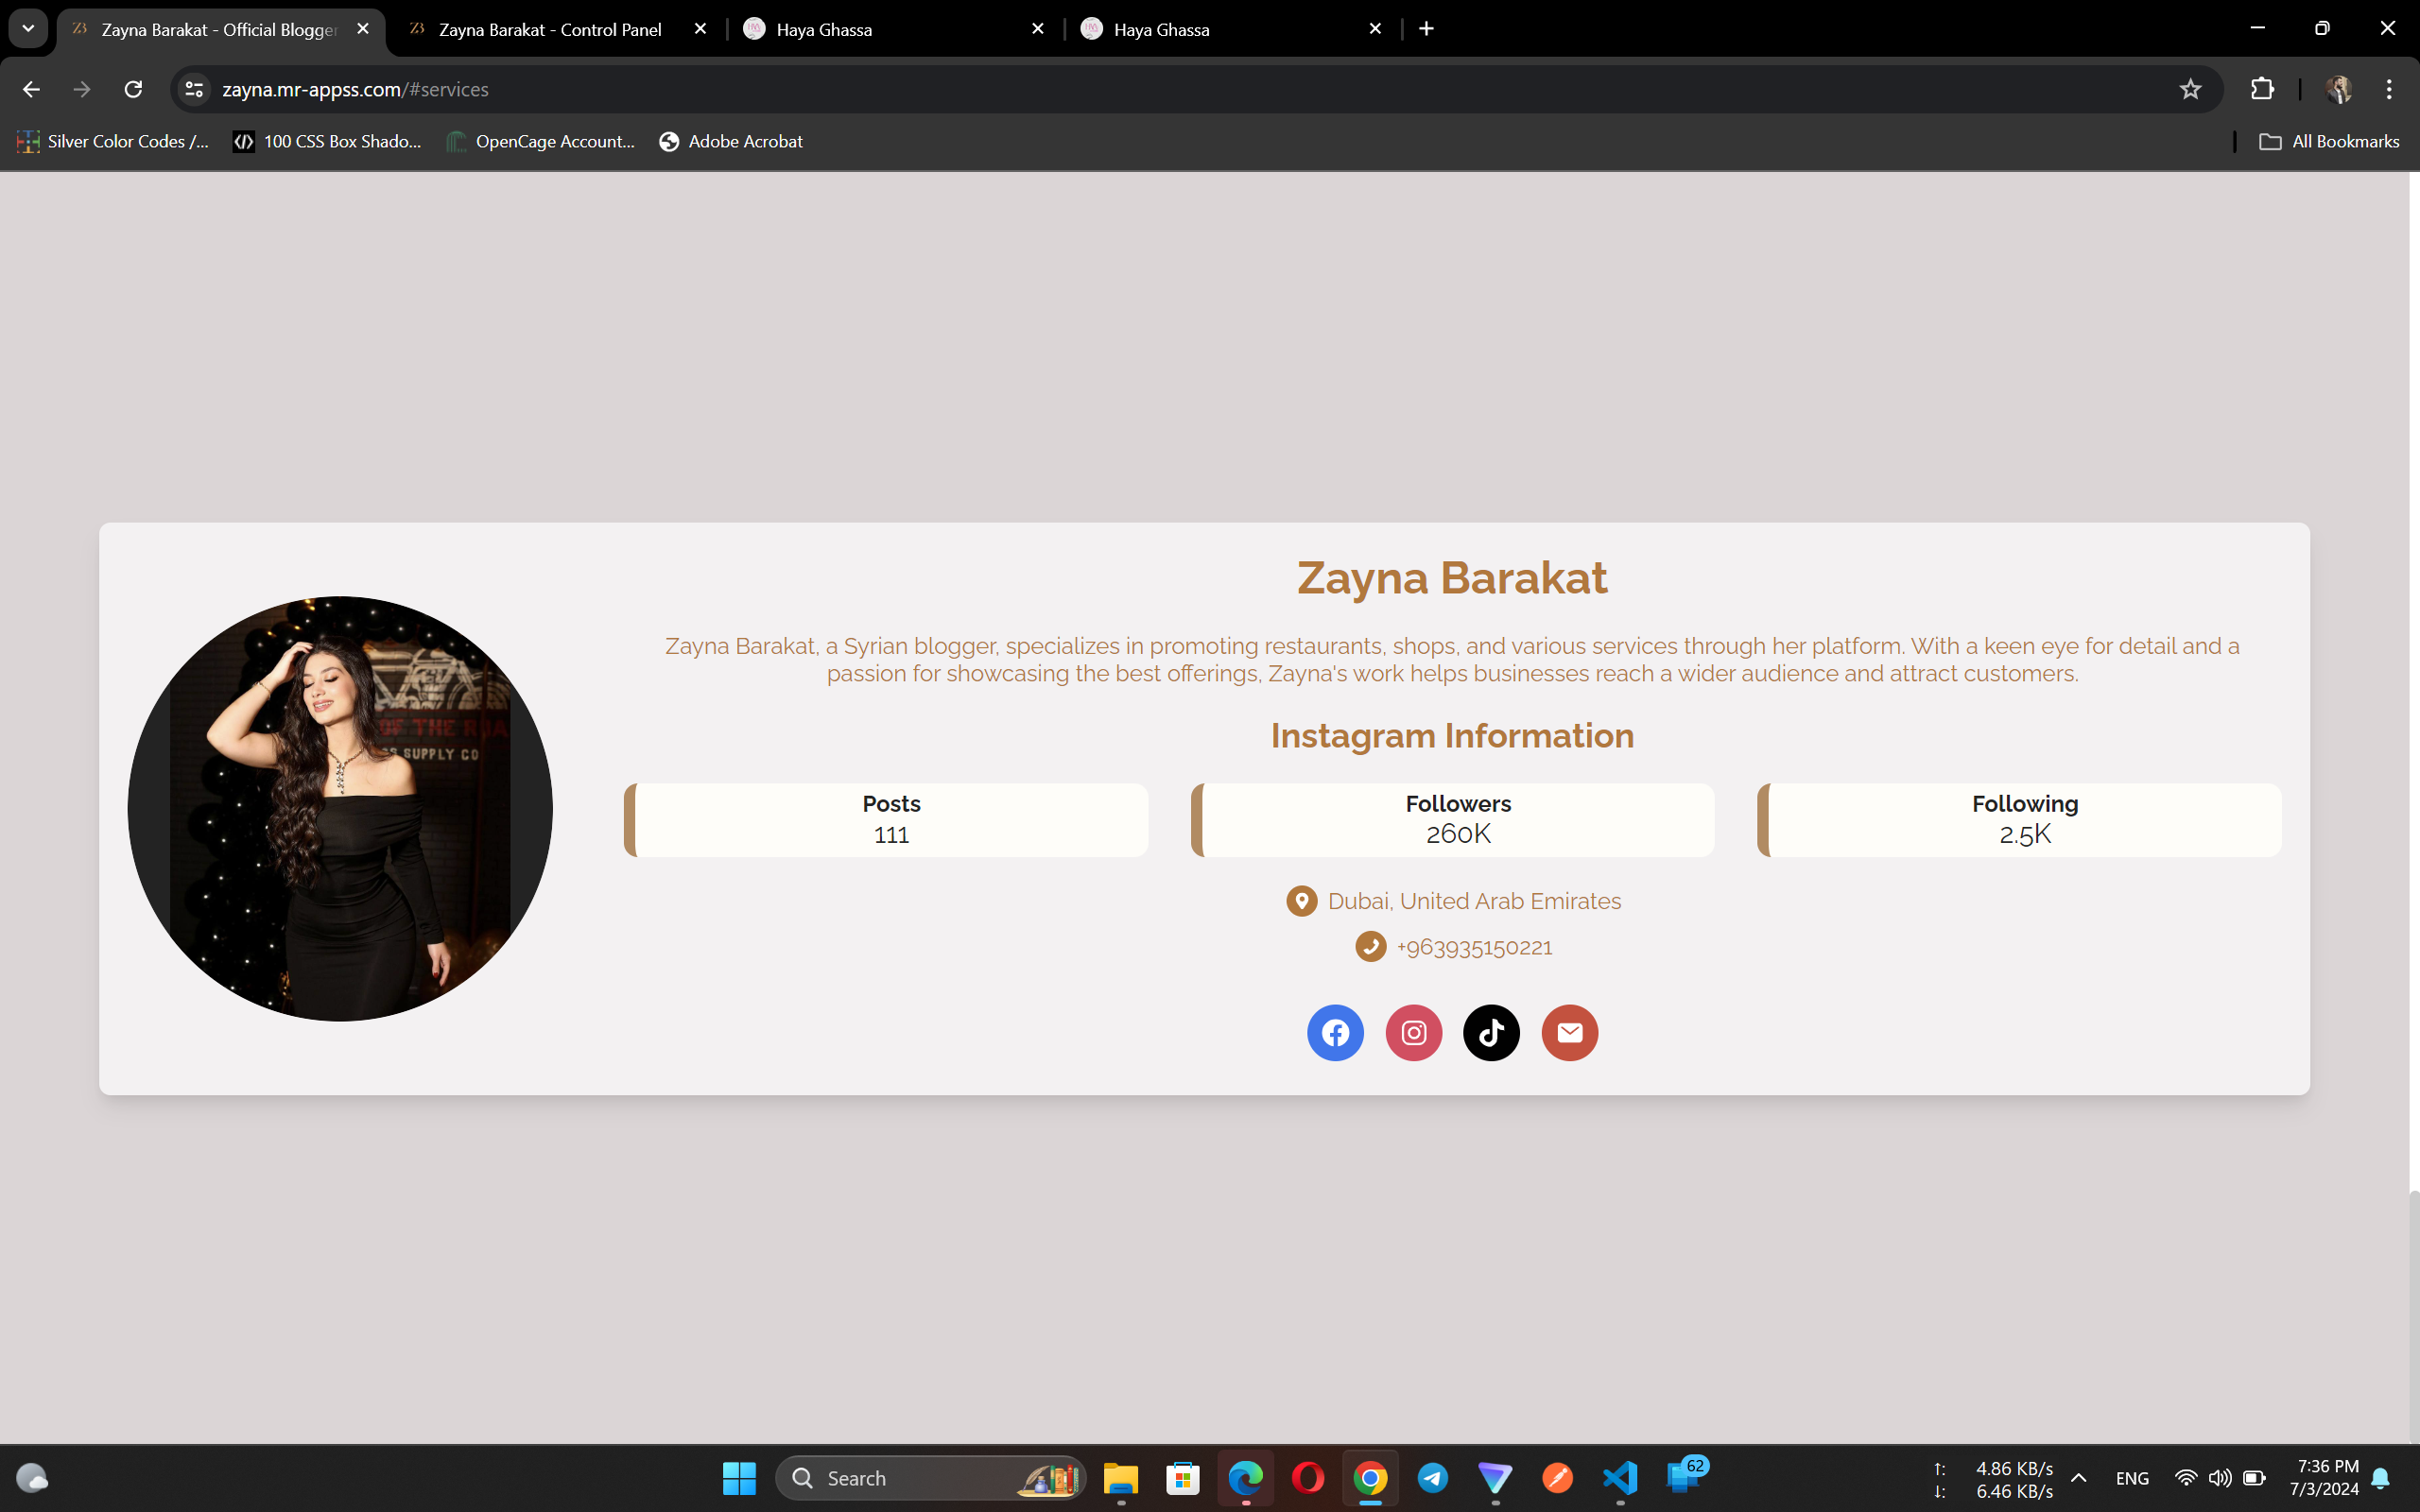 Zayna Barakat - Official Blogger
Zayna Barakat - Control Panel
Haya Ghassa
Haya Ghassa
zayna.mr-appss.com/#services
Silver Color Codes /...
100 CSS Box Shado...
OpenCage Account...
Adobe Acrobat
All Bookmarks
Zayna Barakat
Zayna Barakat, a Syrian blogger, specializes in promoting restaurants, shops, and various services through her platform. With a keen eye for detail and a
passion for showcasing the best offerings, Zayna's work helps businesses reach a wider audience and attract customers.
OF THE ROA
SUPPLY CO
Instagram Information
Posts
111
Followers
260K
Following
2.5K
Dubai, United Arab Emirates
+963935150221
Search
62
↑: 4.86 KB/s
↓: 6.46 KB/s
ENG
7:36 PM
7/3/2024